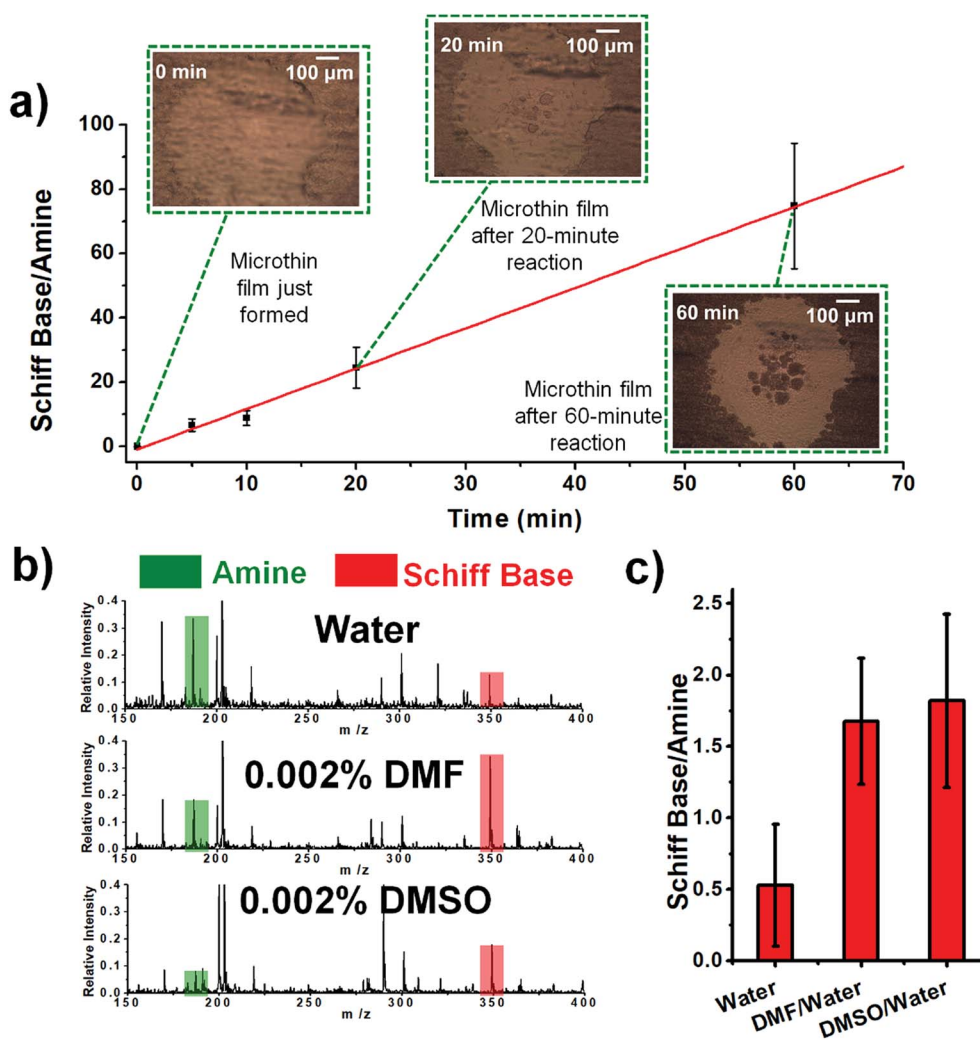 a)
0 min
100 µm
20 min
100 µm
60 min
100 µm
Microthin
film just
formed
Microthin film
after 20-minute
reaction
Microthin film
after 60-minute
reaction
Schiff Base/Amine
100
80
60
40
20
0
0 10 20 30 40 50 60 70
Time (min)
b)
Amine
Schiff Base
Water
Relative Intensity
0.4
0.3
0.2
0.1
0.0
150 200 250 300 350 400
m /z
0.002% DMF
Relative Intensity
0.4
0.3
0.2
0.1
0.0
150 200 250 300 350 400
m /z
0.002% DMSO
Relative Intensity
0.4
0.3
0.2
0.1
0.0
150 200 250 300 350 400
m /z
c)
Schiff Base/Amine
2.5
2.0
1.5
1.0
0.5
0.0
Water
DMF/Water
DMSO/Water